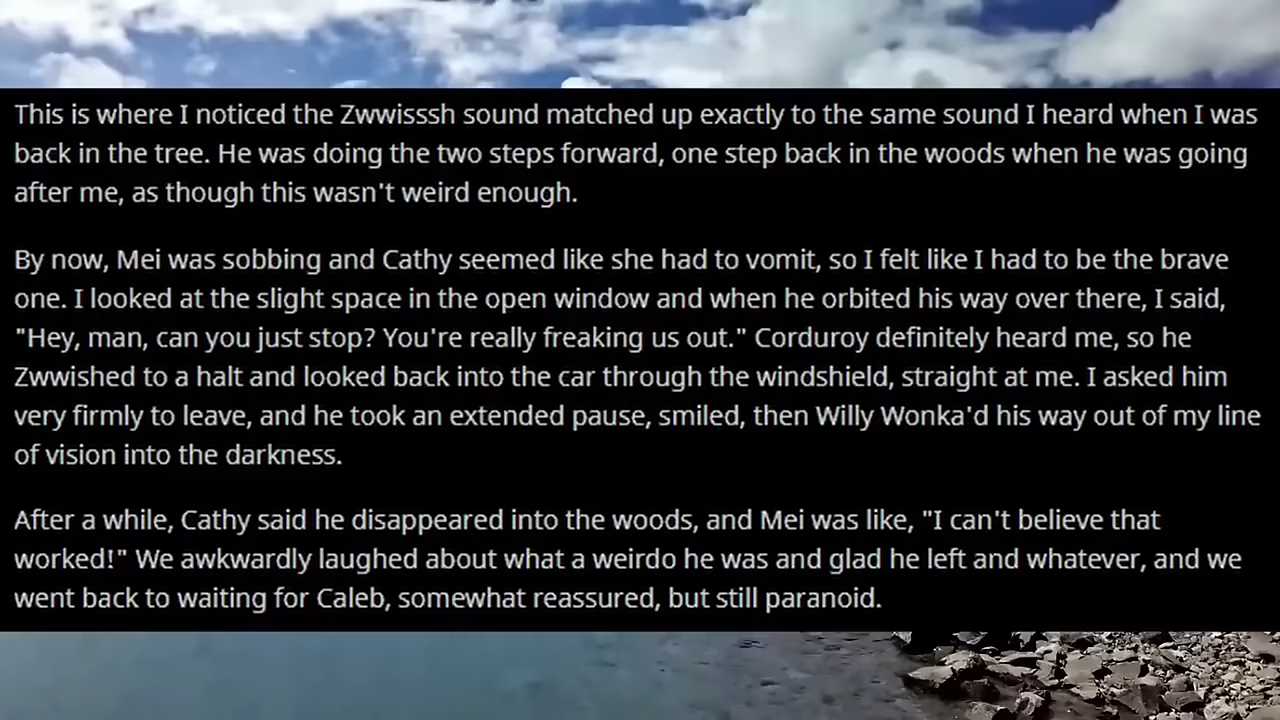 This is where I noticed the Zwwisssh sound matched up exactly to the same sound I heard when I was
back in the tree. He was doing the two steps forward, one step back in the woods when he was going
after me, as though this wasn't weird enough.
By now, Mei was sobbing and Cathy seemed like she had to vomit, so I felt like I had to be the brave
one. I looked at the slight space in the open window and when he orbited his way over there, I said,
"Hey, man, can you just stop? You're really freaking us out." Corduroy definitely heard me, so he
Zwwished to a halt and looked back into the car through the windshield, straight at me. I asked him
very firmly to leave, and he took an extended pause, smiled, then Willy Wonka'd his way out of my line
of vision into the darkness.
After a while, Cathy said he disappeared into the woods, and Mei was like, "I can't believe that
worked!" We awkwardly laughed about what a weirdo he was and glad he left and whatever, and we
went back to waiting for Caleb, somewhat reassured, but still paranoid.